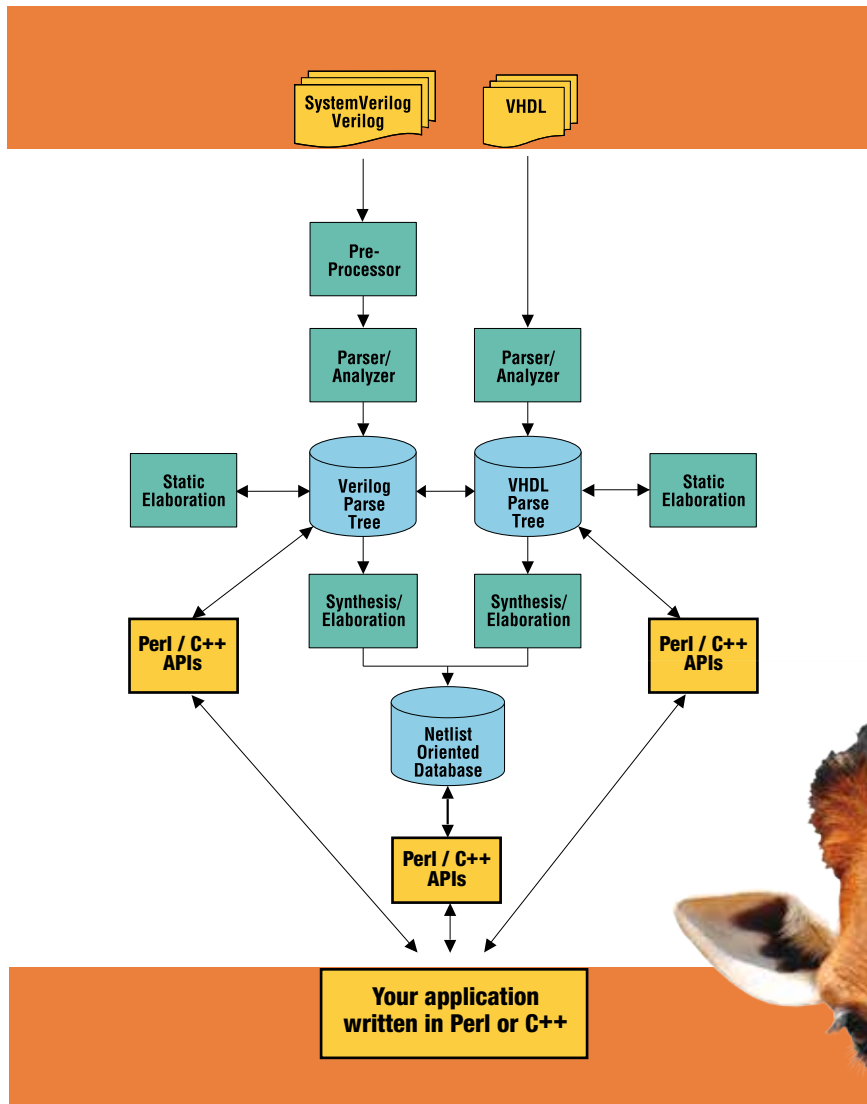 SystemVerilog
Verilog
VHDL
Pre-
Processor
Parser/
Analyzer
Parser/
Analyzer
Static
Elaboration
Verilog
Parse
Tree
VHDL
Parse
Tree
Static
Elaboration
Synthesis/
Elaboration
Synthesis/
Elaboration
Perl / C++
APIs
Perl / C++
APIs
Netlist
Oriented
Database
Perl / C++
APIs
Your application
written in Perl or C++